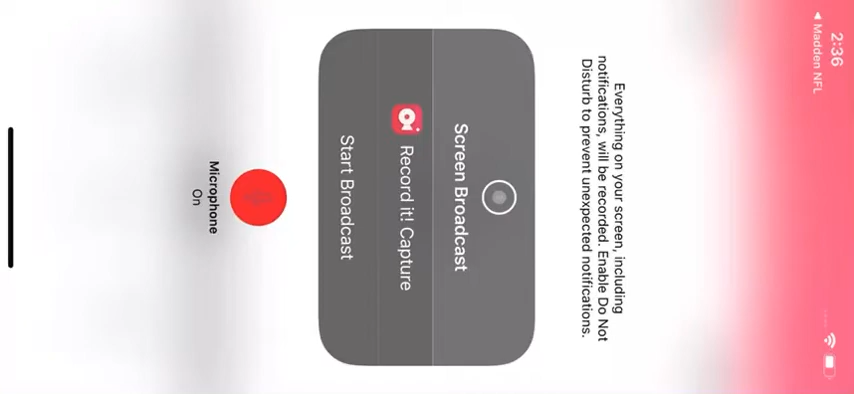 2:36
◀ Madden NFL
Everything on your screen, including
notifications, will be recorded. Enable Do Not
Disturb to prevent unexpected notifications.
Screen Broadcast
Record it! Capture
Start Broadcast
Microphone
On